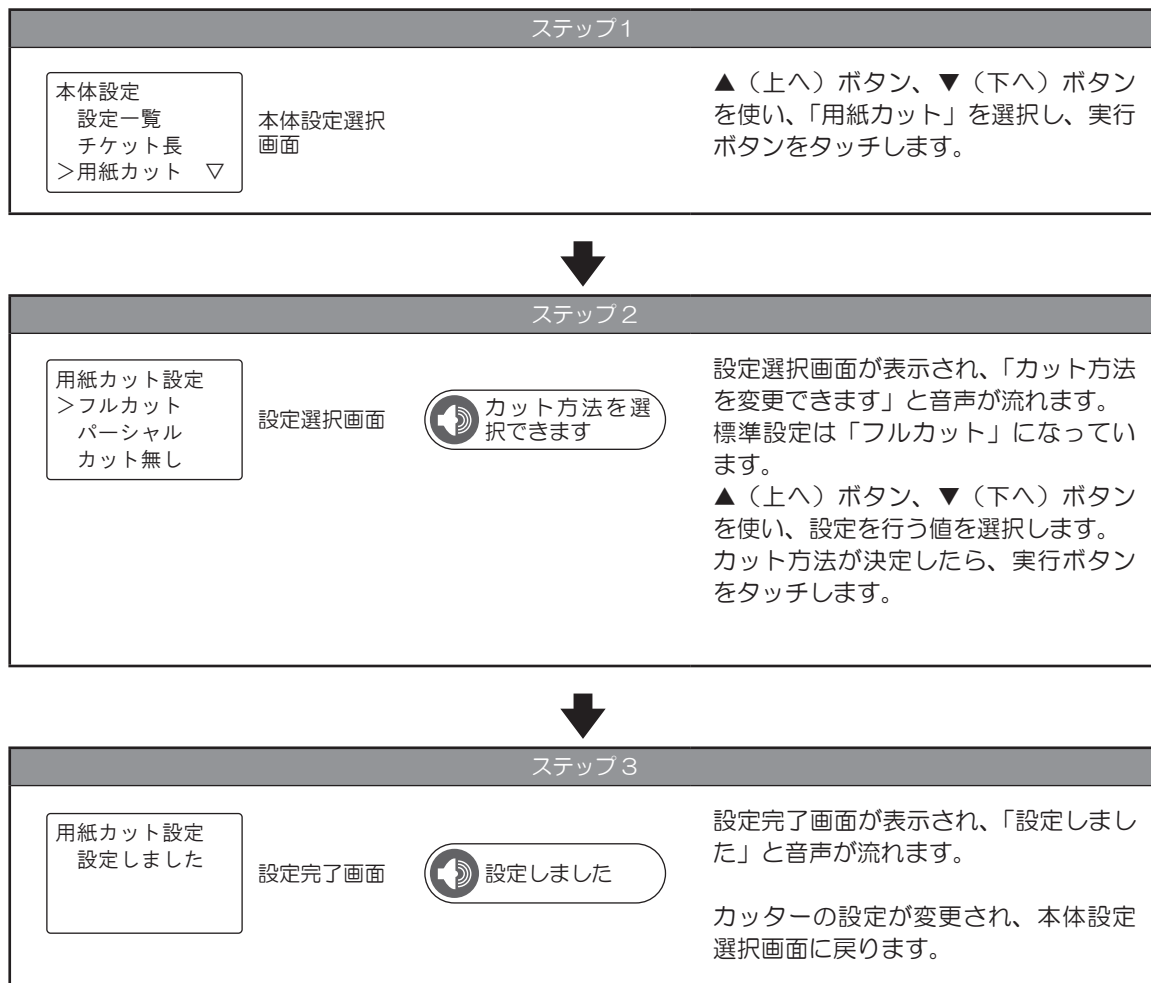 ステップ1
本体設定
設定一覧
チケット長
＞用紙カット ▽
本体設定選択
画面
▲（上へ）ボタン、▼（下へ）ボタン
を使い、「用紙カット」を選択し、実行
ボタンをタッチします。
ステップ2
用紙カット設定
＞フルカット
パーシャル
カット無し
設定選択画面
カット方法を選
択できます
設定選択画面が表示され、「カット方法
を変更できます」と音声が流れます。
標準設定は「フルカット」になってい
ます。
▲（上へ）ボタン、▼（下へ）ボタン
を使い、設定を行う値を選択します。
カット方法が決定したら、実行ボタン
をタッチします。
ステップ3
用紙カット設定
設定しました
設定完了画面
設定しました
設定完了画面が表示され、「設定しまし
た」と音声が流れます。
カッターの設定が変更され、本体設定
選択画面に戻ります。